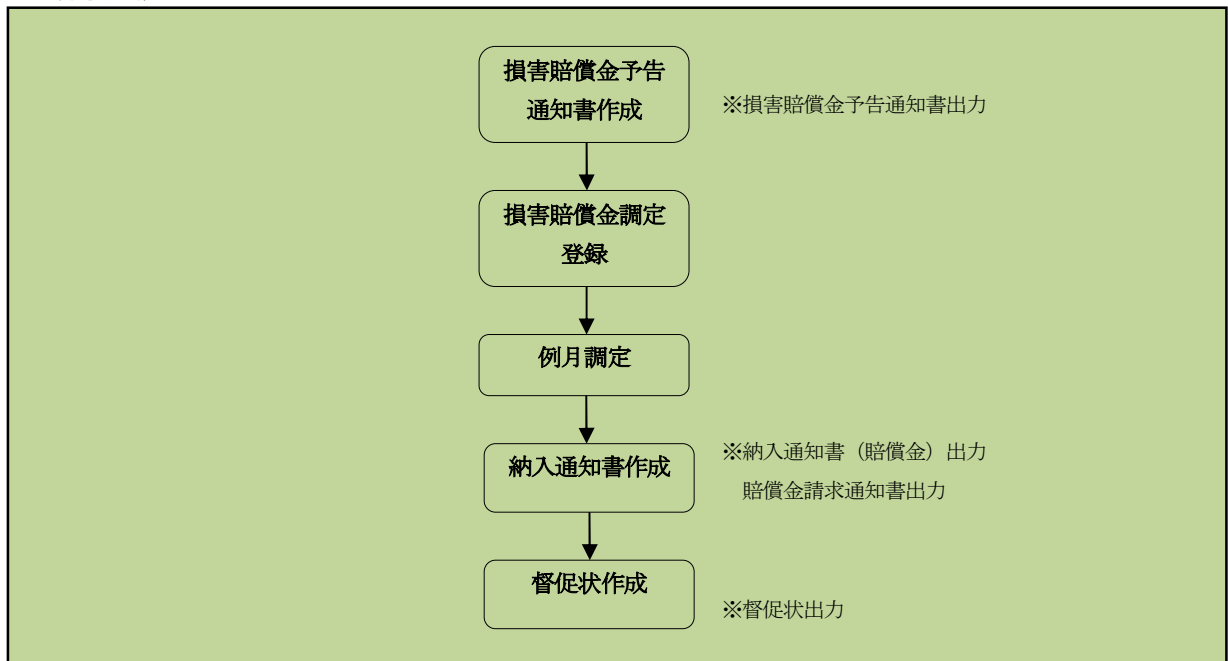 損害賠償金予告
通知書作成
※損害賠償金予告通知書出力
損害賠償金調定
登録
例月調定
納入通知書作成
※納入通知書（賠償金）出力
賠償金請求通知書出力
督促状作成
※督促状出力